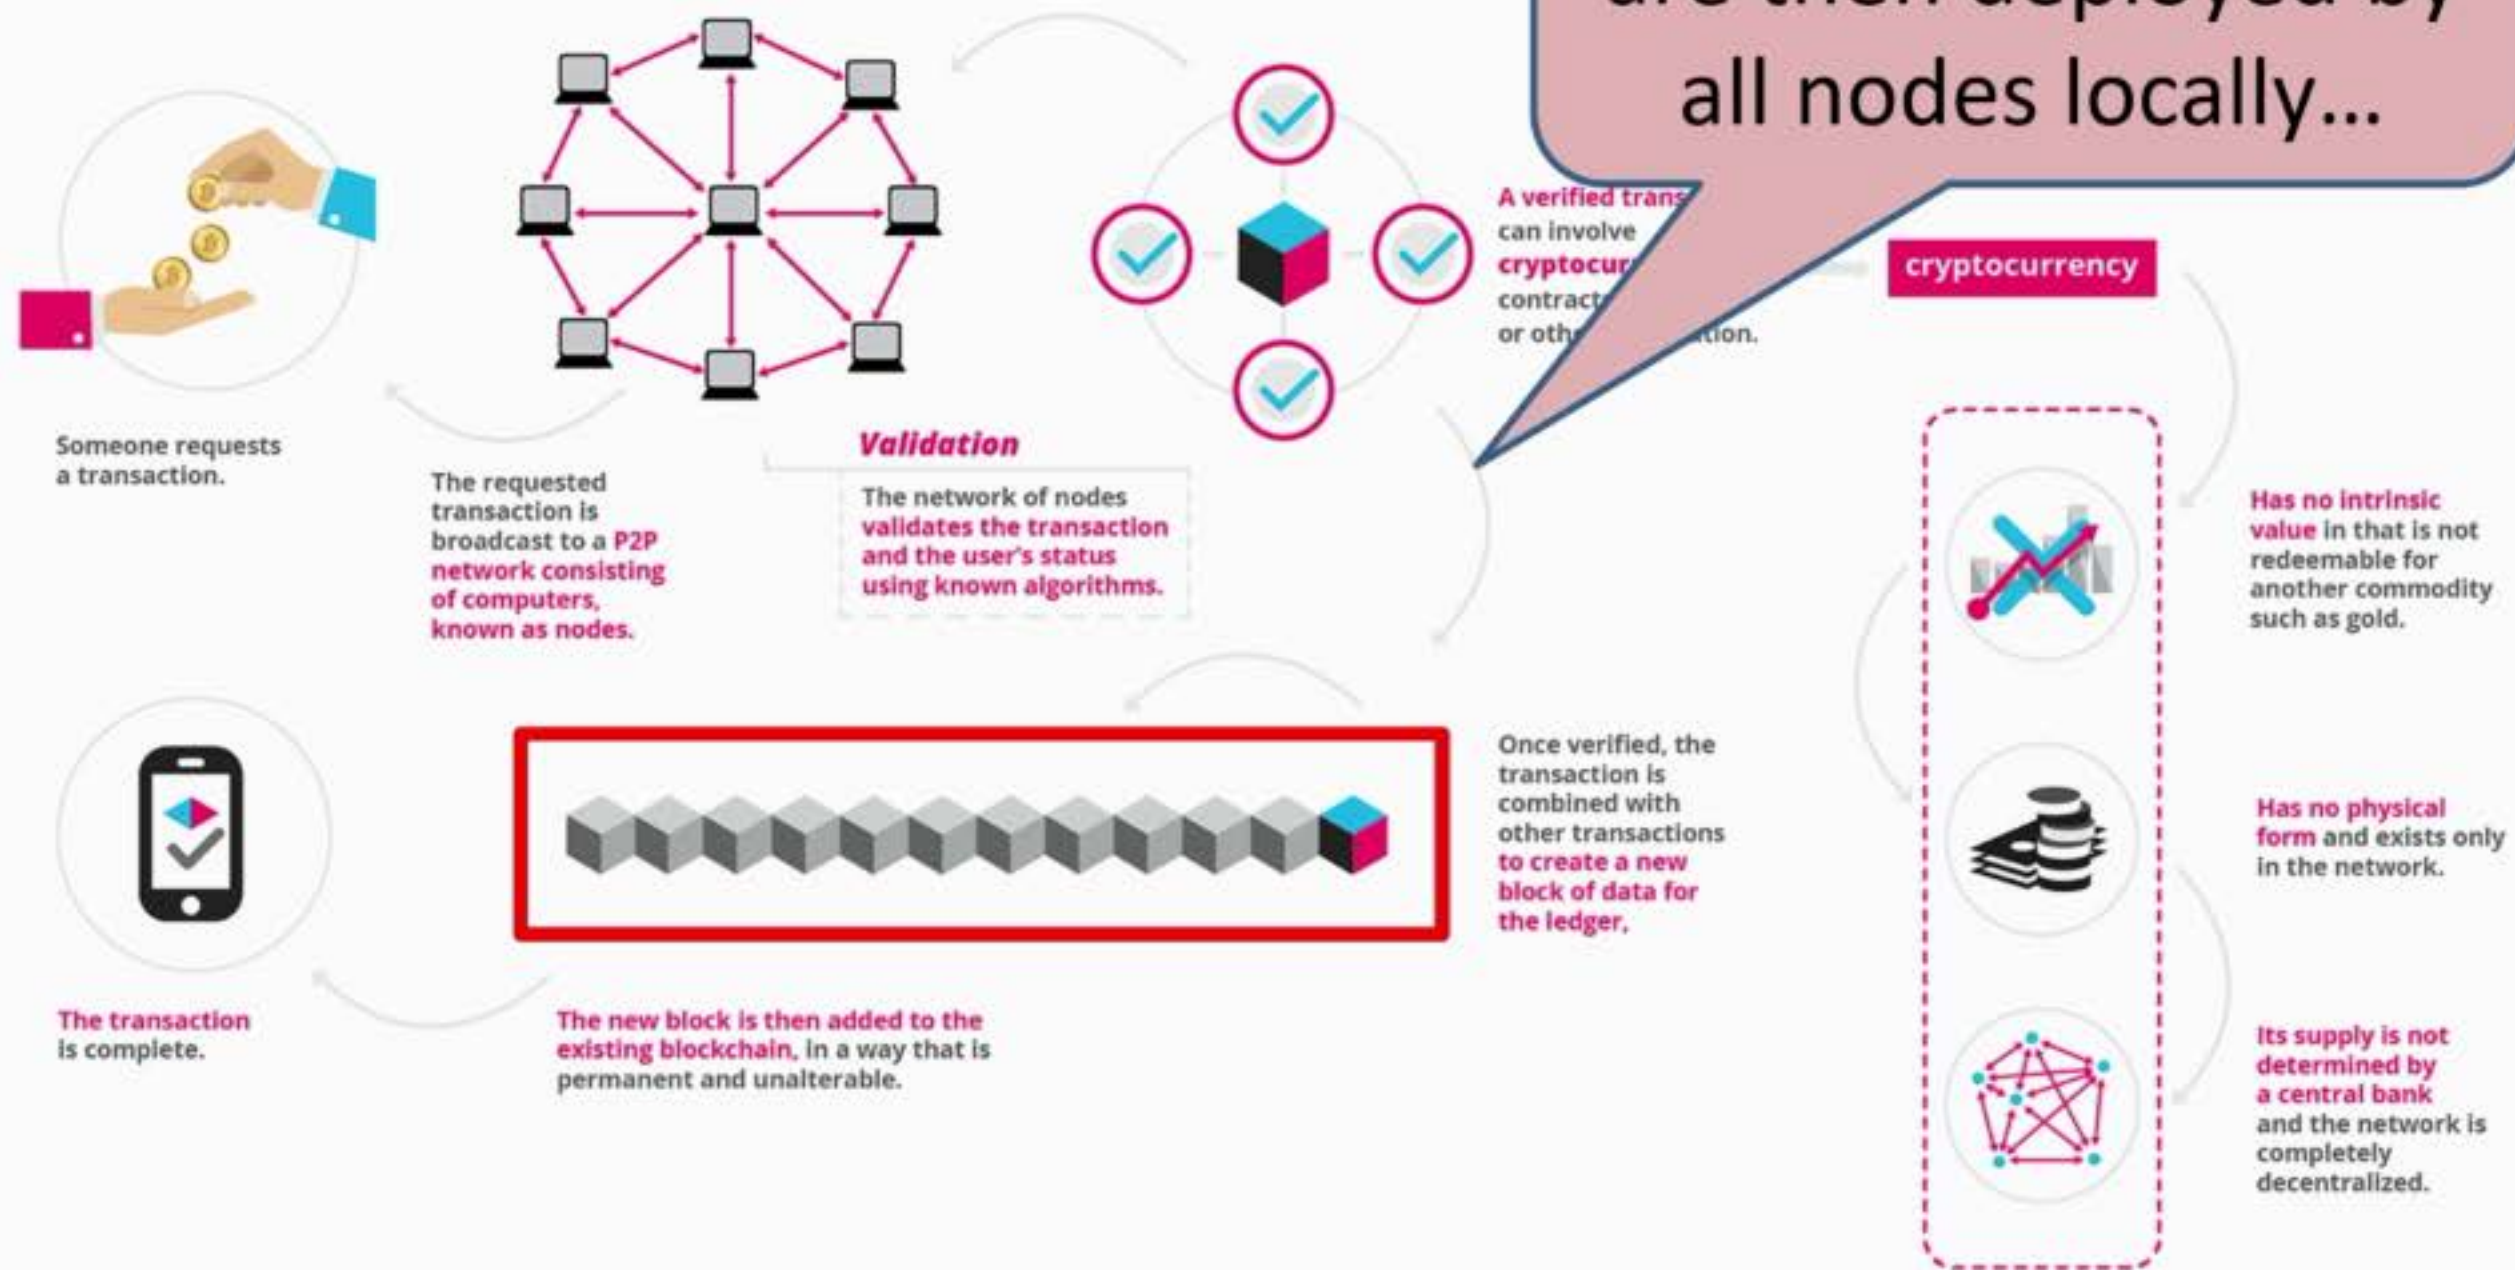 are then deployed by
all nodes locally...
A verified trans
can involve
cryptocur
contract
or oth tion.
cryptocurrency
Someone requests
a transaction.
The requested
transaction is
broadcast to a P2P
network consisting
of computers,
known as nodes.
Validation
The network of nodes
validates the transaction
and the user's status
using known algorithms.
Has no intrinsic
value in that is not
redeemable for
another commodity
such as gold.
Once verified, the
transaction is
combined with
other transactions
to create a new
block of data for
the ledger,
Has no physical
form and exists only
in the network.
The transaction
is complete.
The new block is then added to the
existing blockchain, in a way that is
permanent and unalterable.
Its supply is not
determined by
a central bank
and the network is
completely
decentralized.